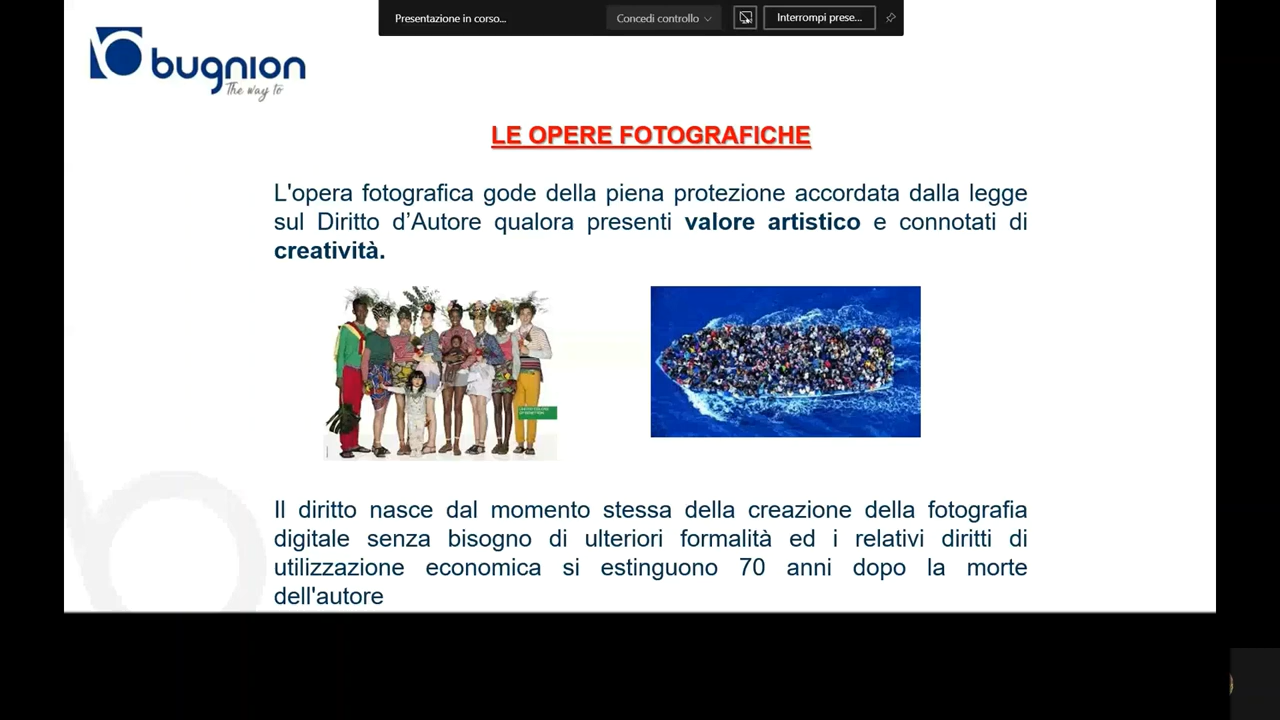 Presentazione in corso...
Concedi controllo
Interrompi prese...
bugnion
The way to
LE OPERE FOTOGRAFICHE
L'opera fotografica gode della piena protezione accordata dalla legge
sul Diritto d’Autore qualora presenti valore artistico e connotati di
creatività.
Il diritto nasce dal momento stessa della creazione della fotografia
digitale senza bisogno di ulteriori formalità ed i relativi diritti di
utilizzazione economica si estinguono 70 anni dopo la morte
dell'autore